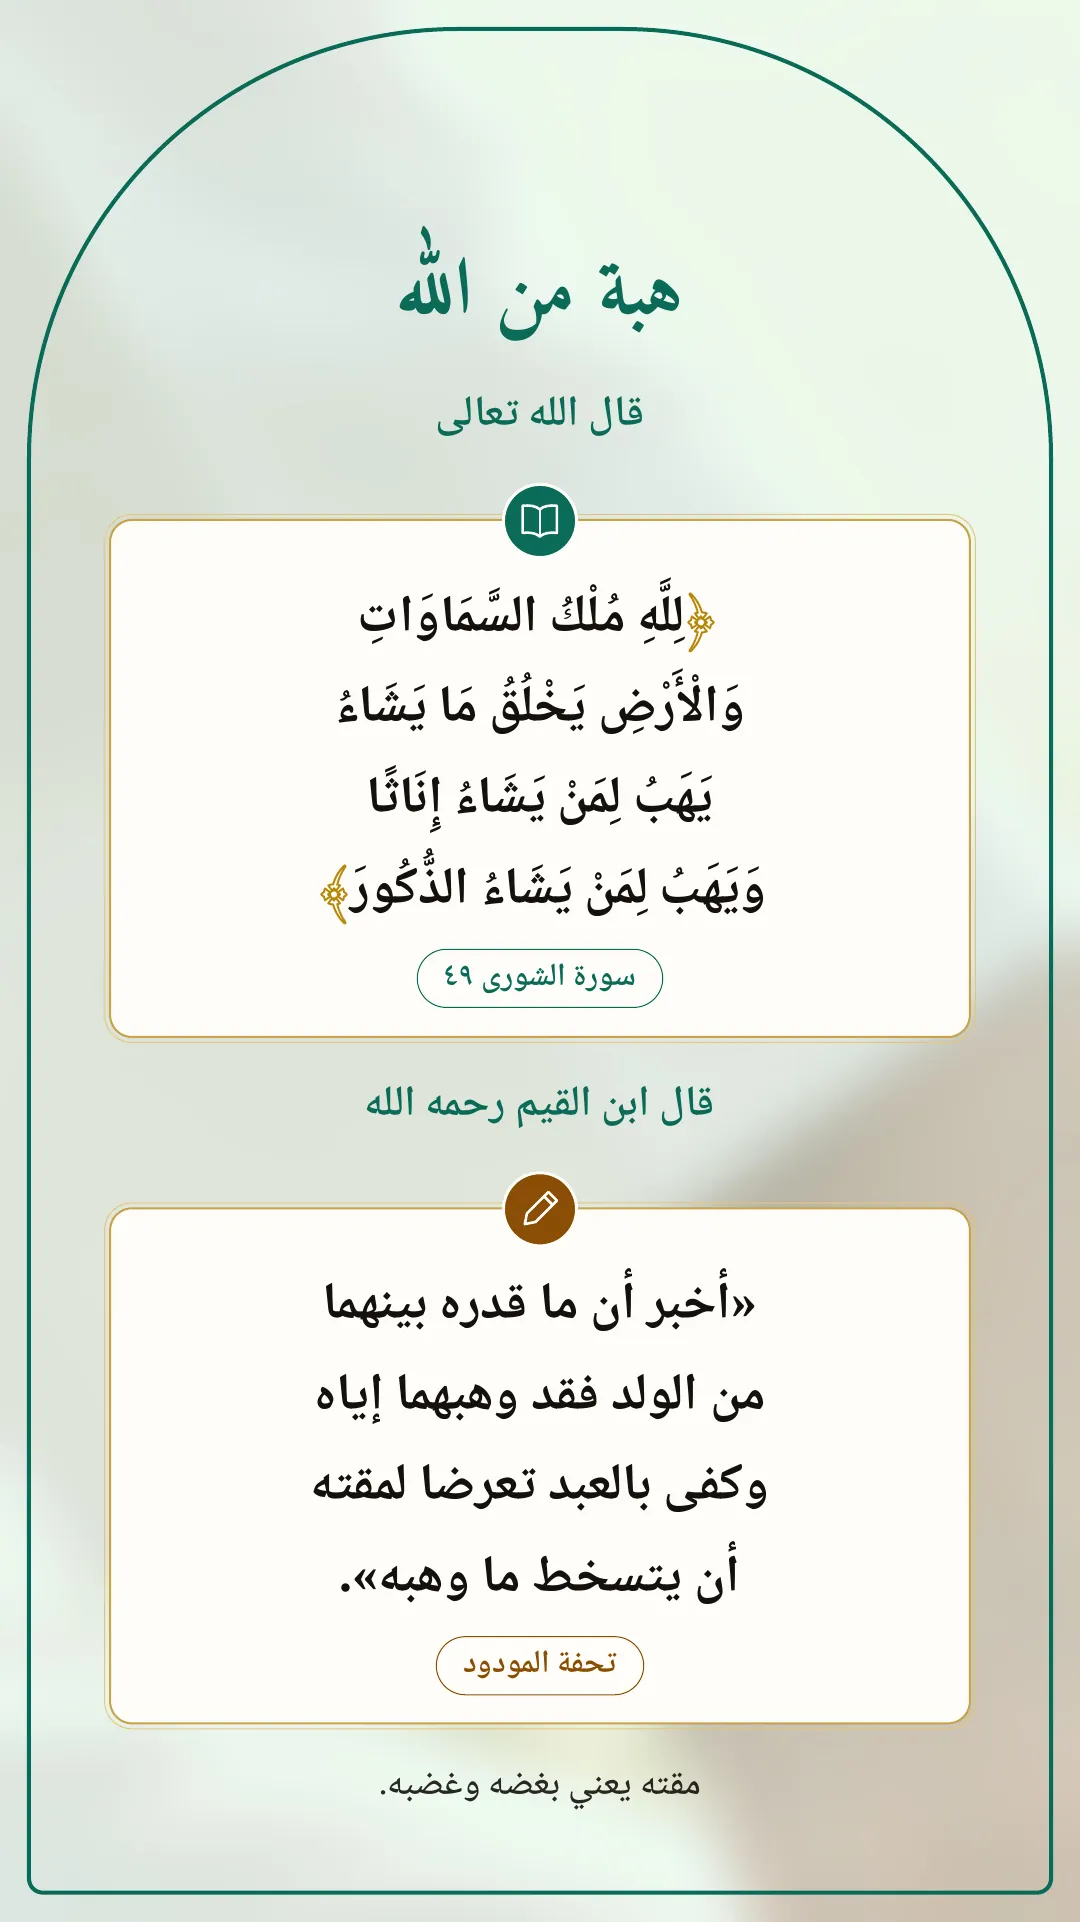 هبة من الله
قال الله تعالى
﴿لِلَّهِ مُلْكُ السَّمَاوَاتِ
وَالْأَرْضِ يَخْلُقُ مَا يَشَاءُ
يَهَبُ لِمَنْ يَشَاءُ إِنَاثًا
وَيَهَبُ لِمَنْ يَشَاءُ الذُّكُورَ﴾
سورة الشورى ٤٩
قال ابن القيم رحمه الله
«أخبر أن ما قدره بينهما
من الولد فقد وهبهما إياه
وكفى بالعبد تعرضا لمقته
أن يتسخط ما وهبه».
تحفة المودود
مقته يعني بغضه وغضبه.